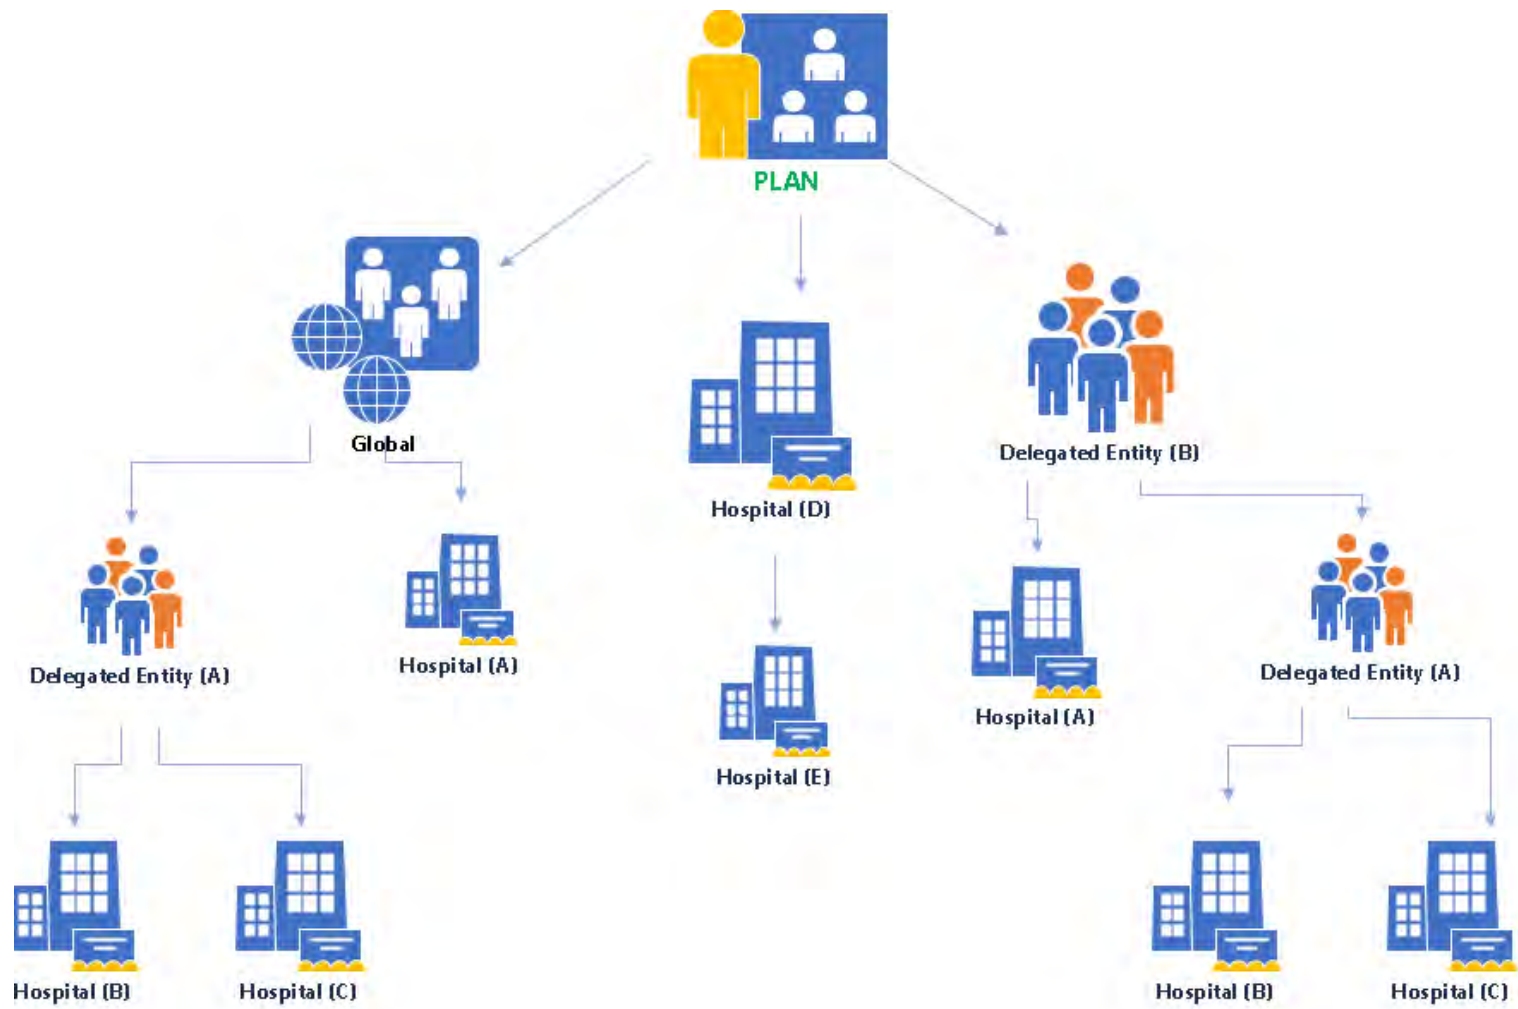 PLAN
Global
Delegated Entity (B)
Hospital (D)
Delegated Entity (A)
Hospital (A)
Hospital (E)
Hospital (A)
Delegated Entity (A)
Hospital (B)
Hospital (C)
Hospital (B)
Hospital (C)